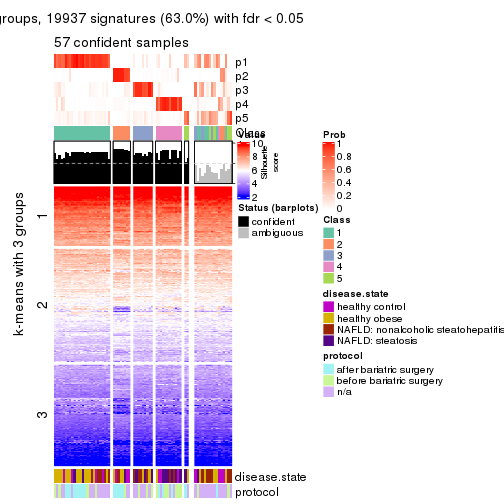 groups, 19937 signatures (63.0%) with fdr < 0.05
57 confident samples
p1
p2
p3
p4
p5
Class
k-means with 3 groups
1
2
3
Value
10
8
6
4
2
Silhouette
score
Status (barplots)
confident
ambiguous
Prob
1
0.8
0.6
0.4
0.2
0
Class
1
2
3
4
5
disease.state
healthy control
healthy obese
NAFLD: nonalcoholic steatohepatitis
NAFLD: steatosis
protocol
after bariatric surgery
before bariatric surgery
n/a
disease.state
protocol